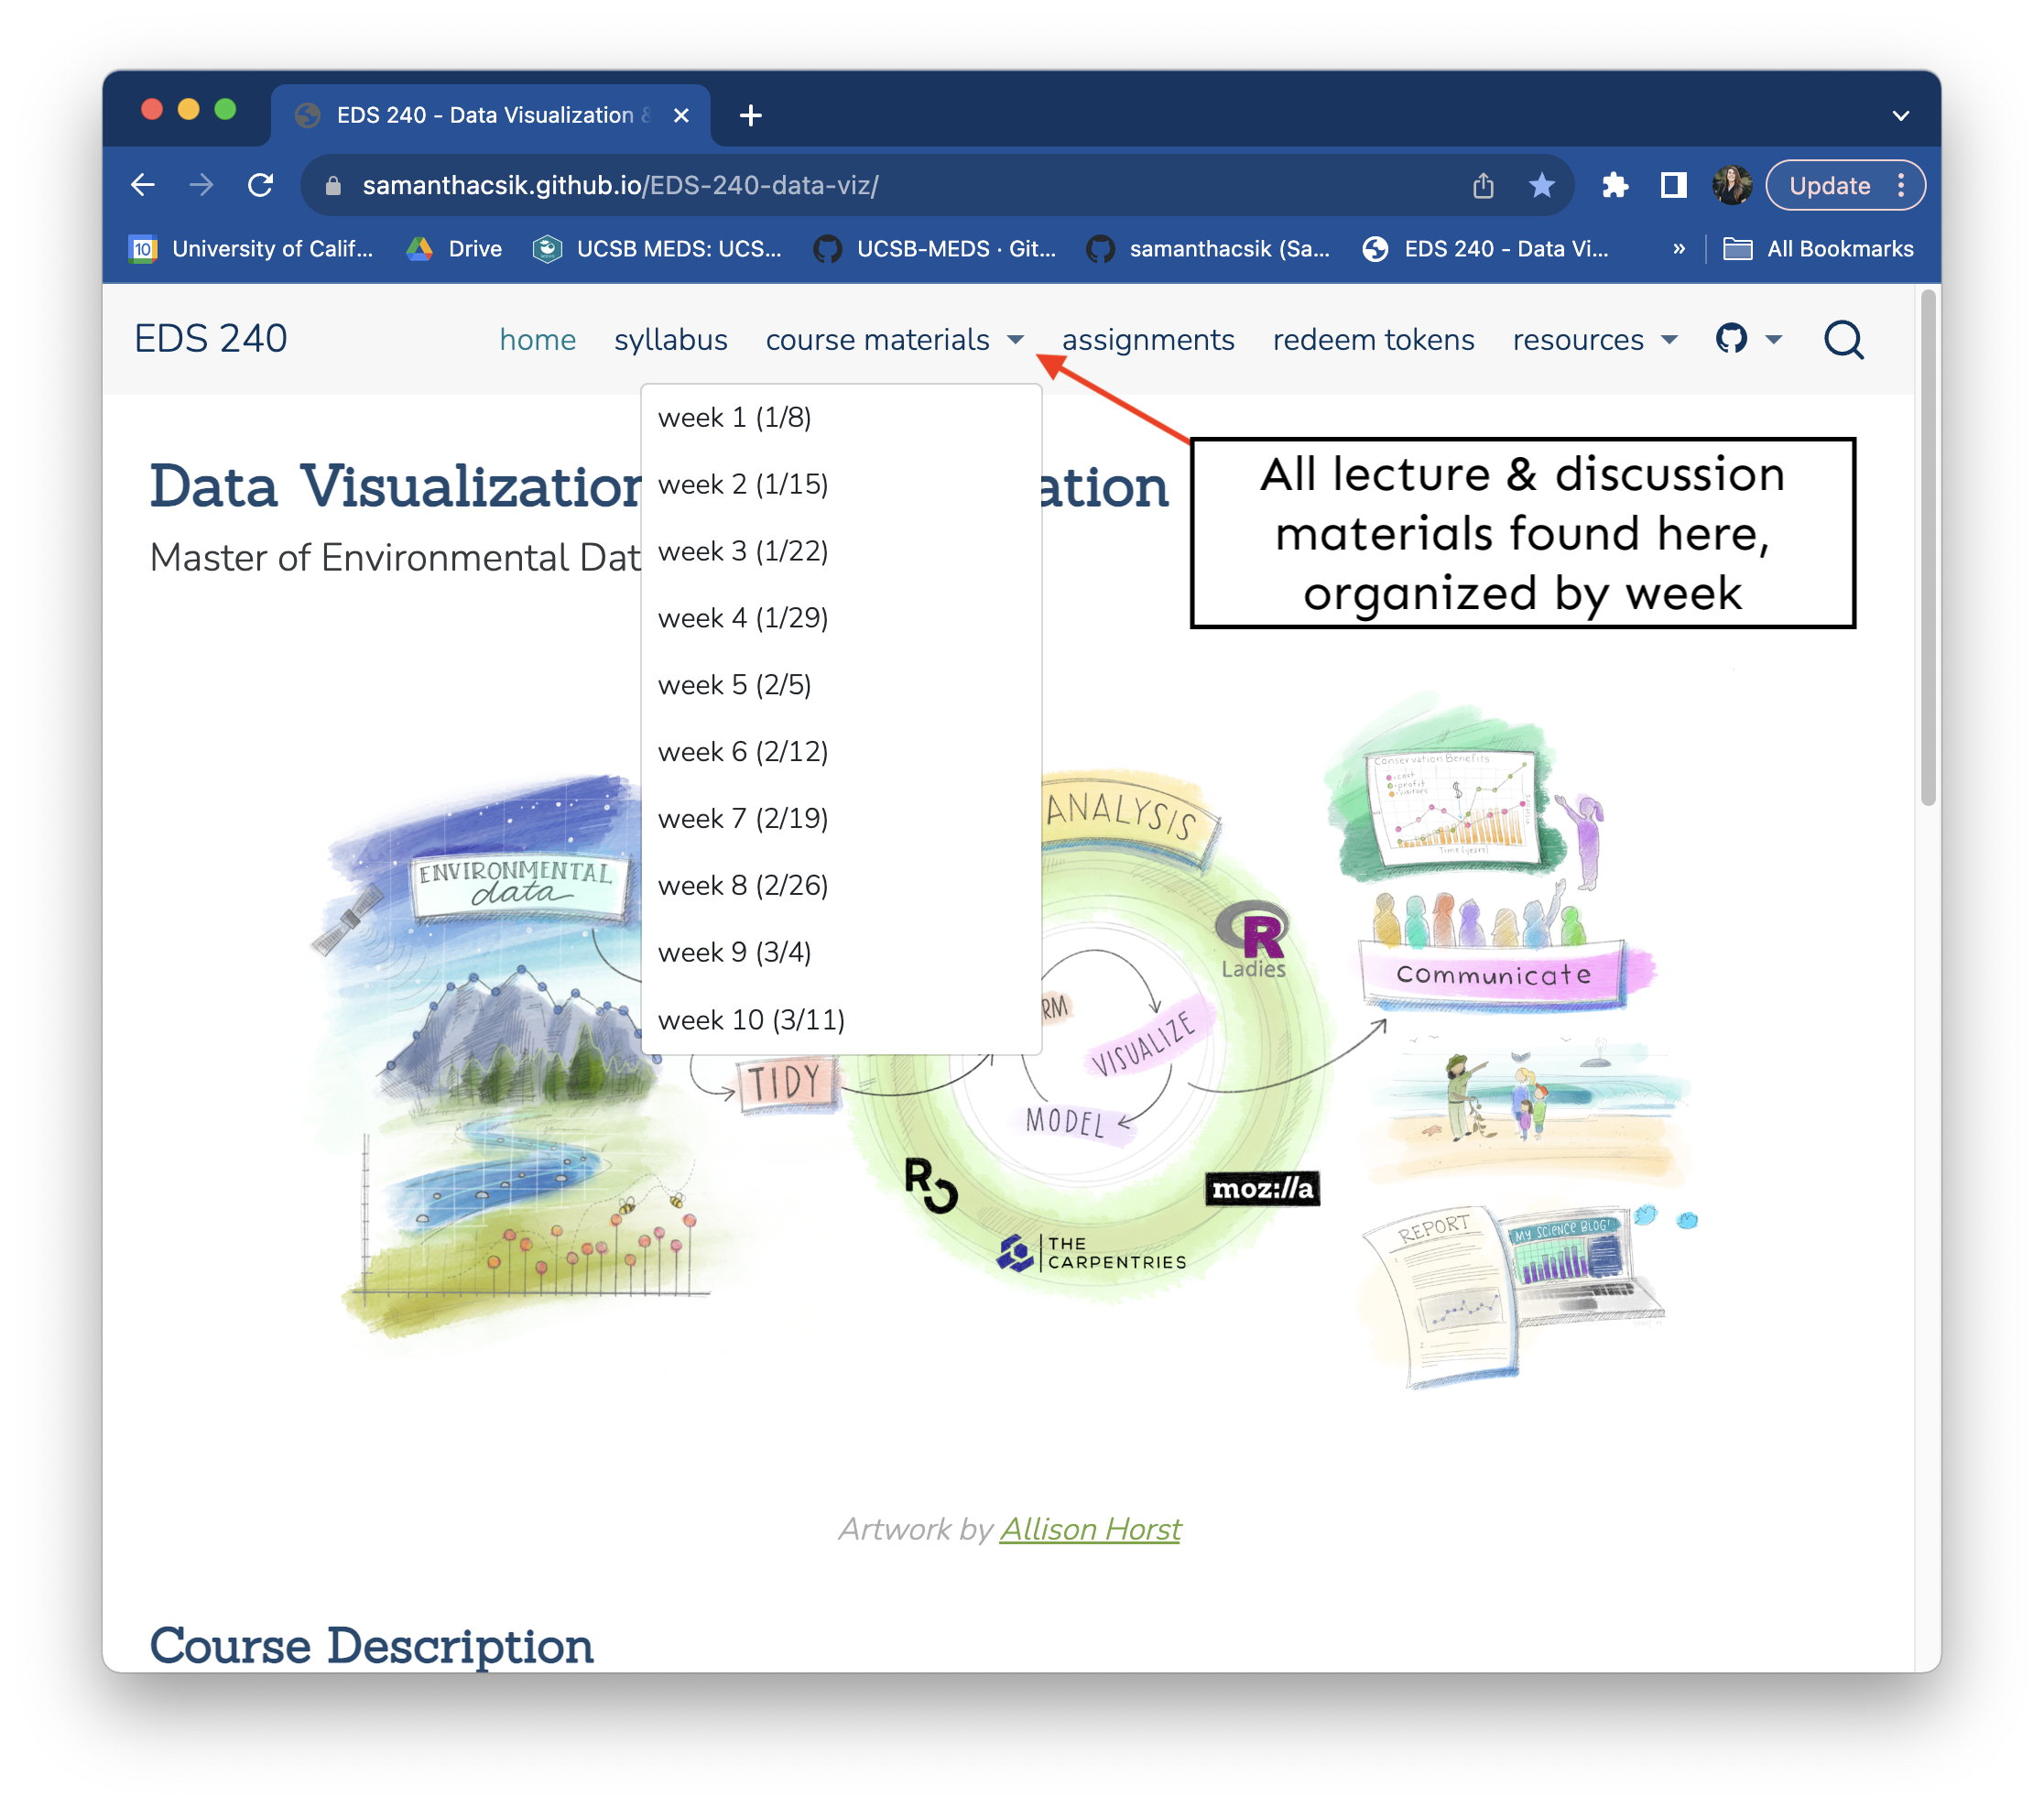 EDS 240 - Data Visualization &
samanthacsik.github.io/EDS-240-data-viz/
Update
10
University of Calif...
Drive
UCSB MEDS: UCS...
UCSB-MEDS · Git...
samanthacsik (Sa...
EDS 240 - Data Vi...
»
All Bookmarks
EDS 240
home
syllabus
course materials
assignments
redeem tokens
resources
week 1 (1/8)
week 2 (1/15)
week 3 (1/22)
week 4 (1/29)
week 5 (2/5)
week 6 (2/12)
week 7 (2/19)
week 8 (2/26)
week 9 (3/4)
week 10 (3/11)
All lecture & discussion
materials found here,
organized by week
Data Visualization
ation
Master of Environmental Dat
ENVIRONMENTAL
data
ANALYSIS
Conservation Benefits
cost
profit
visitors
$
Time (years)
R
Ladies
communicate
RM
VISUALIZE
TIDY
MODEL
R
moz://a
THE
CARPENTRIES
REPORT
MY SCIENCE BLOG!
Artwork by Allison Horst
Course Description